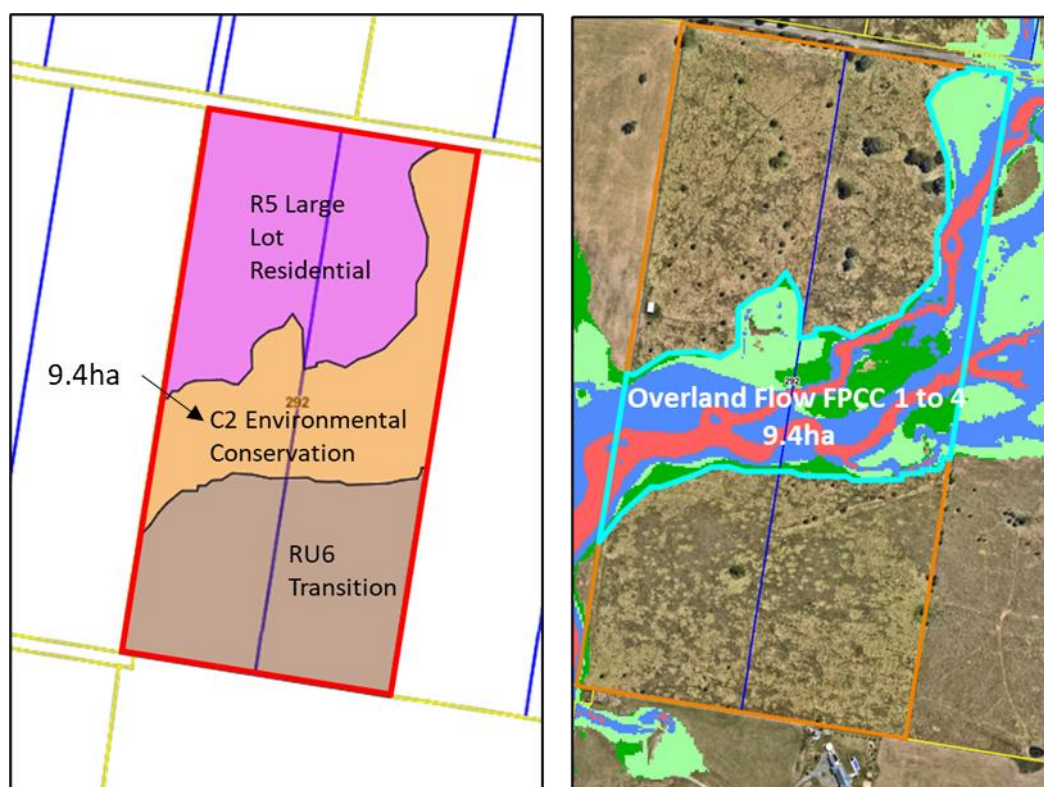 R5 Large
Lot
Residential
9.4ha
292
C2 Environmental
Conservation
RU6
Transition
292
Overland Flow FPCC 1 to 4
9.4ha